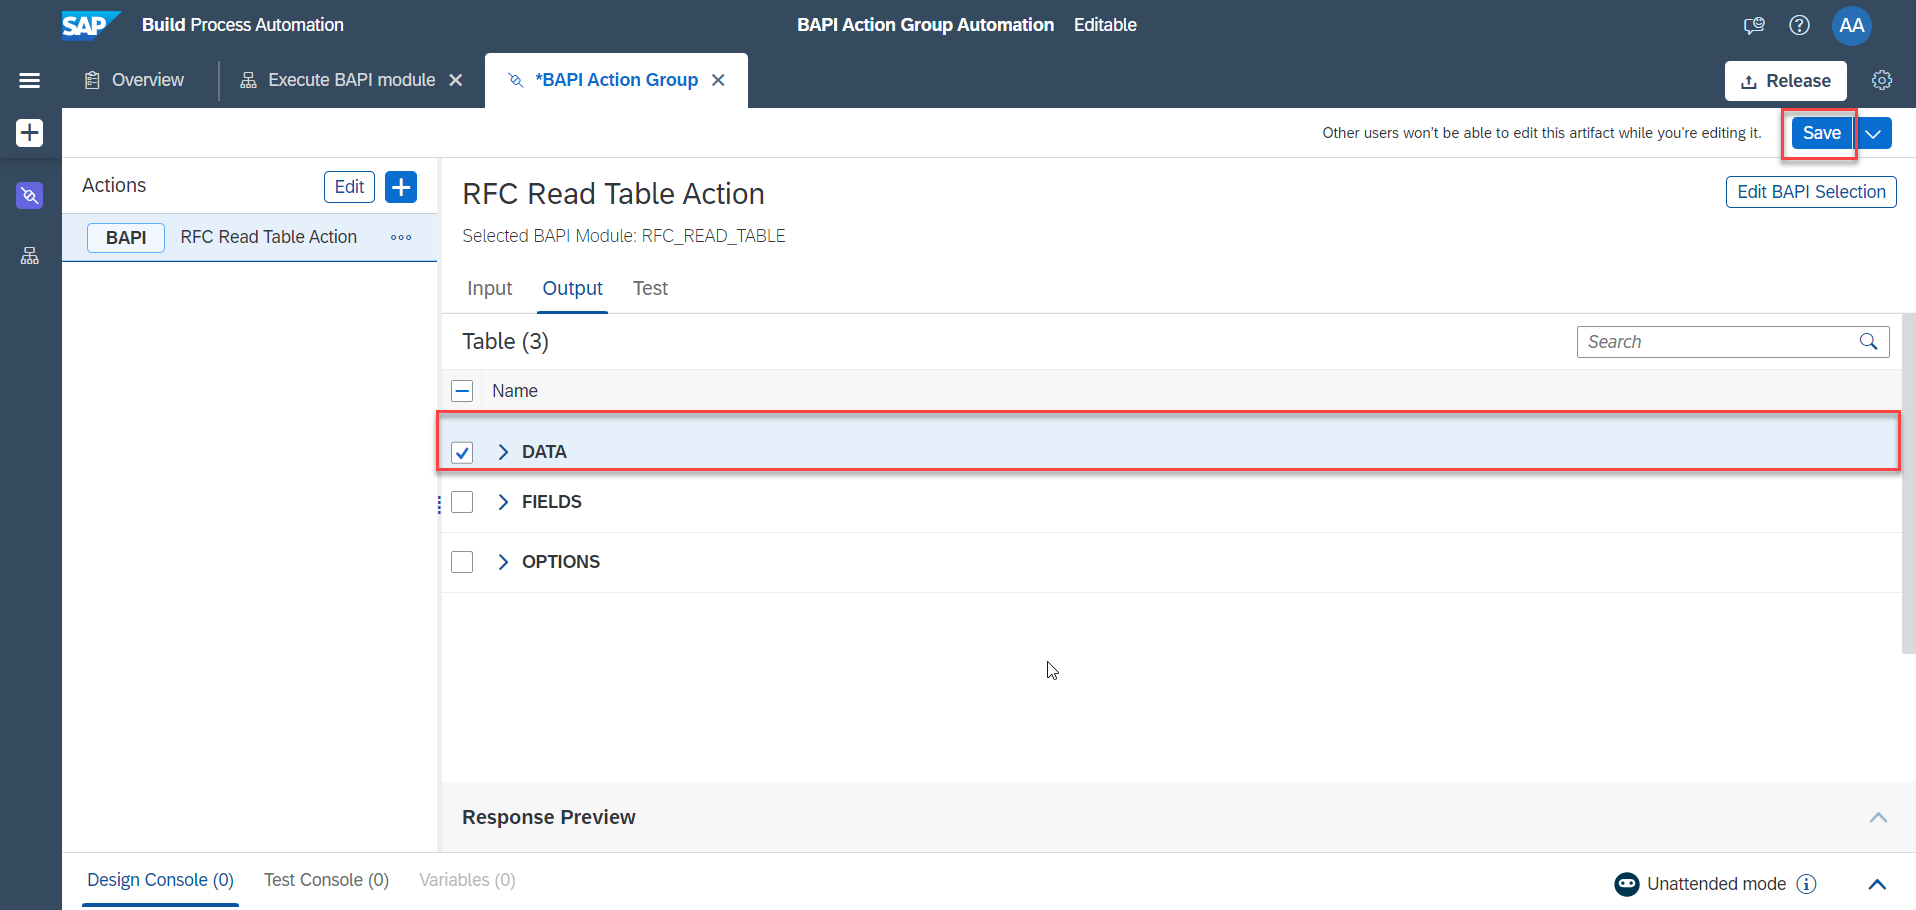 SAP Build Process Automation
BAPI Action Group Automation Editable
AA
Overview
Execute BAPI module
*BAPI Action Group
Release
Other users won't be able to edit this artifact while you're editing it.
Save
Actions
Edit
BAPI RFC Read Table Action
RFC Read Table Action
Edit BAPI Selection
Selected BAPI Module: RFC_READ_TABLE
Input Output Test
Table (3)
Search
Name
DATA
FIELDS
OPTIONS
Response Preview
Design Console (0) Test Console (0) Variables (0)
Unattended mode